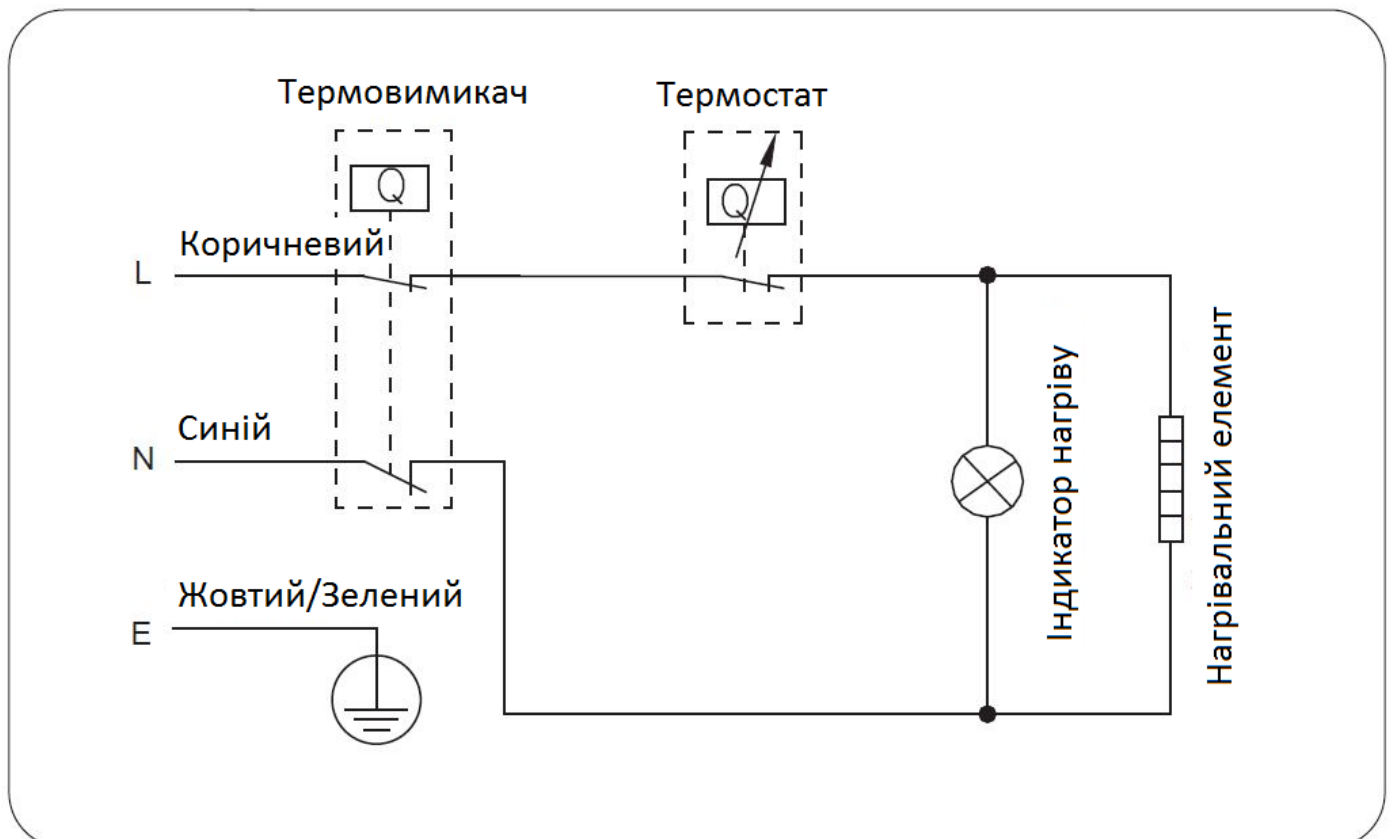 Термовимикач
Термостат
Q
Q
Коричневий
L
Синій
N
Жовтий/Зелений
E
Індикатор нагріву
Нагрівальний елемент